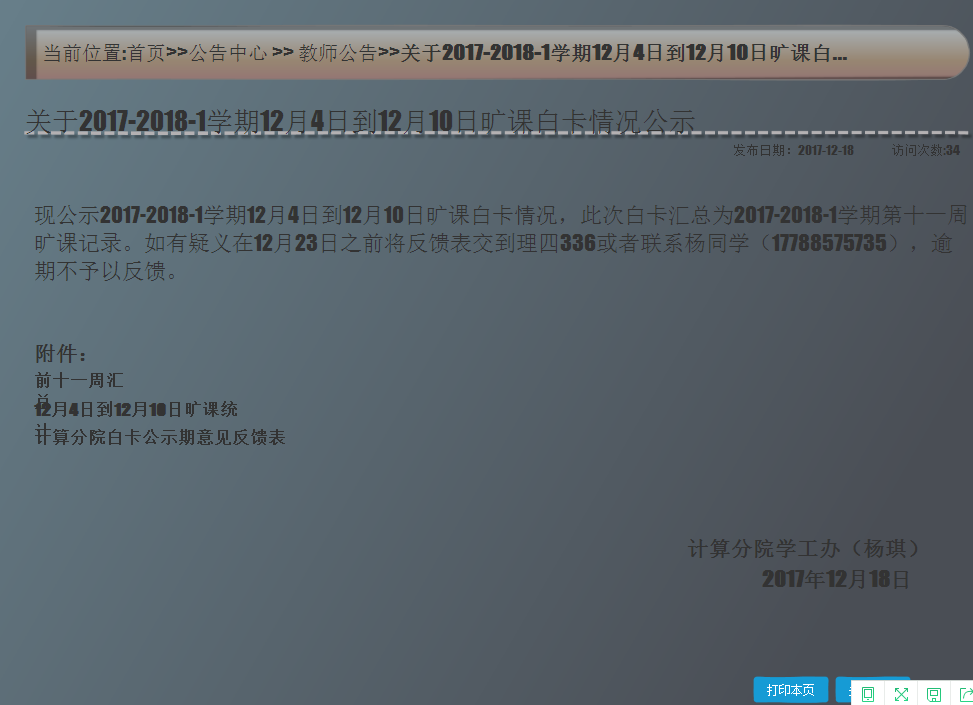 当前位置:首页>>公告中心 >> 教师公告>>关于2017-2018-1学期12月4日到12月10日旷课白...
关于2017-2018-1学期12月4日到12月10日旷课白卡情况公示
发布日期：2017-12-18 访问次数:34
现公示2017-2018-1学期12月4日到12月10日旷课白卡情况，此次白卡汇总为2017-2018-1学期第十一周
旷课记录。如有疑义在12月23日之前将反馈表交到理四336或者联系杨同学（17788575735），逾
期不予以反馈。
附件：
前十一周汇
总
12月4日到12月10日旷课统
计
计算分院白卡公示期意见反馈表
计算分院学工办（杨琪）
2017年12月18日
打印本页